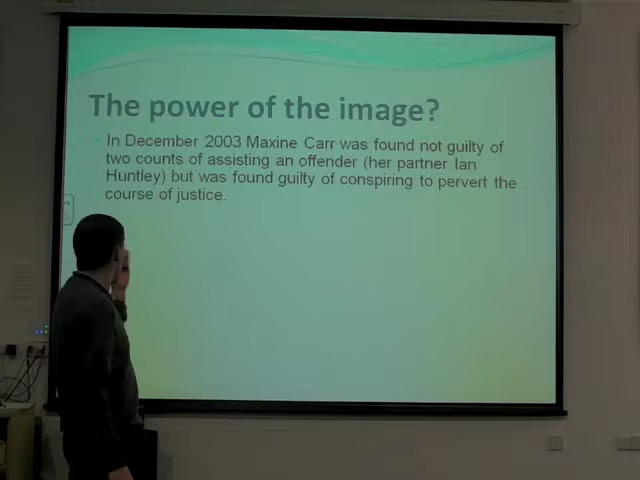 The power of the image?
In December 2003 Maxine Carr was found not guilty of
two counts of assisting an offender (her partner Ian
Huntley) but was found guilty of conspiring to pervert the
course of justice.